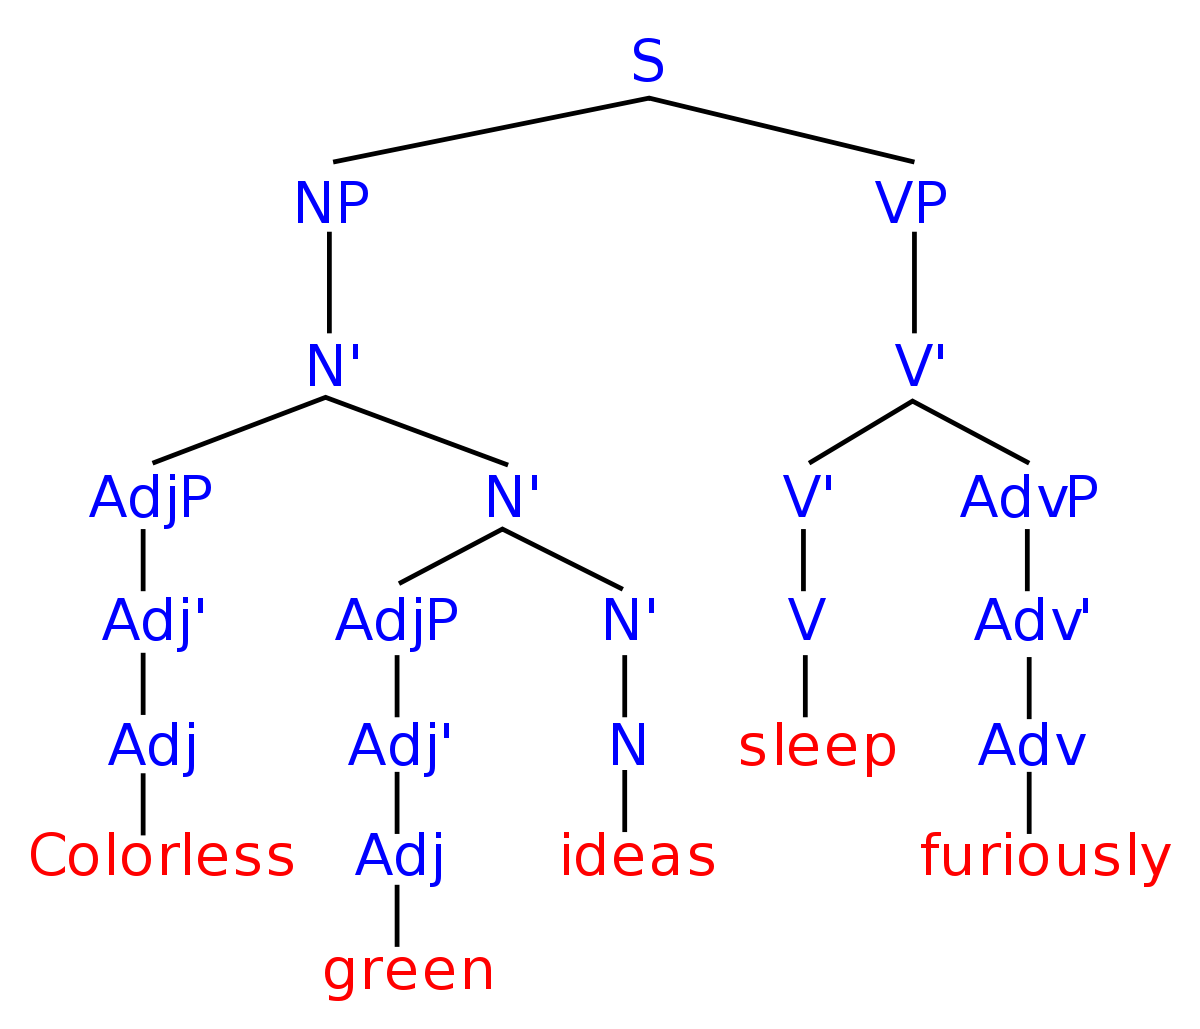 S
NP VP
N' V'
AdjP N' V' AdvP
Adj' AdjP N' V Adv'
Adj Adj' N sleep Adv
Colorless Adj ideas furiously
green